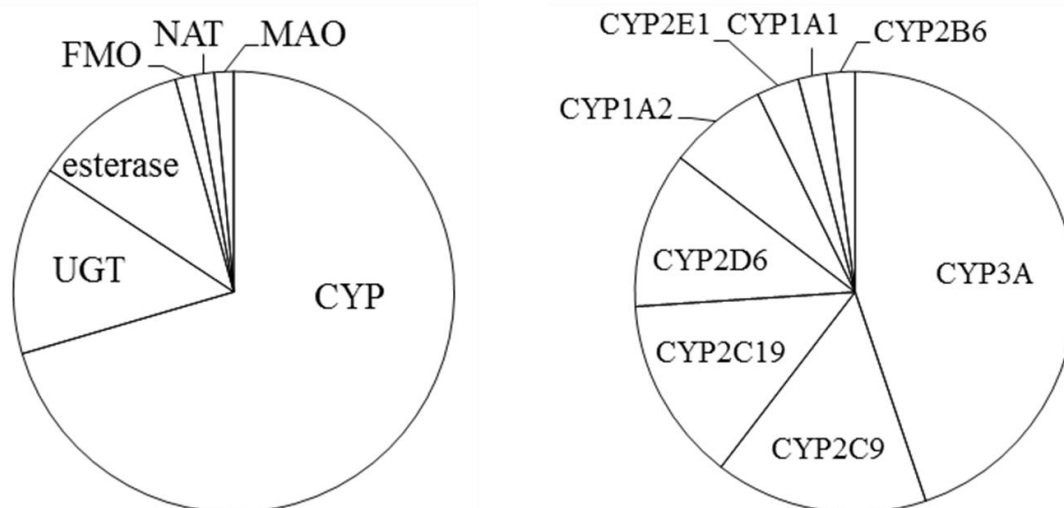 NAT
MAO
FMO
esterase
UGT
CYP
CYP2E1
CYP1A1
CYP2B6
CYP1A2
CYP2D6
CYP3A
CYP2C19
CYP2C9